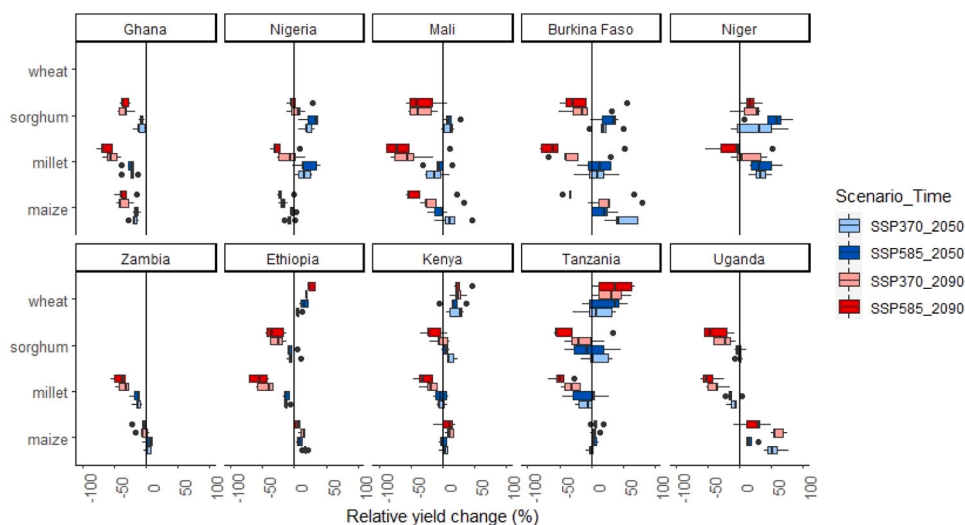 Ghana
Nigeria
Mali
Burkina Faso
Niger
wheat
sorghum
millet
maize
Zambia
Ethiopia
Kenya
Tanzania
Uganda
wheat
sorghum
millet
maize
-100
-50
0
50
100
-100
-50
0
50
100
-100
-50
0
50
100
-100
-50
0
50
100
-100
-50
0
50
100
Relative yield change (%)
Scenario_Time
SSP370_2050
SSP585_2050
SSP370_2090
SSP585_2090